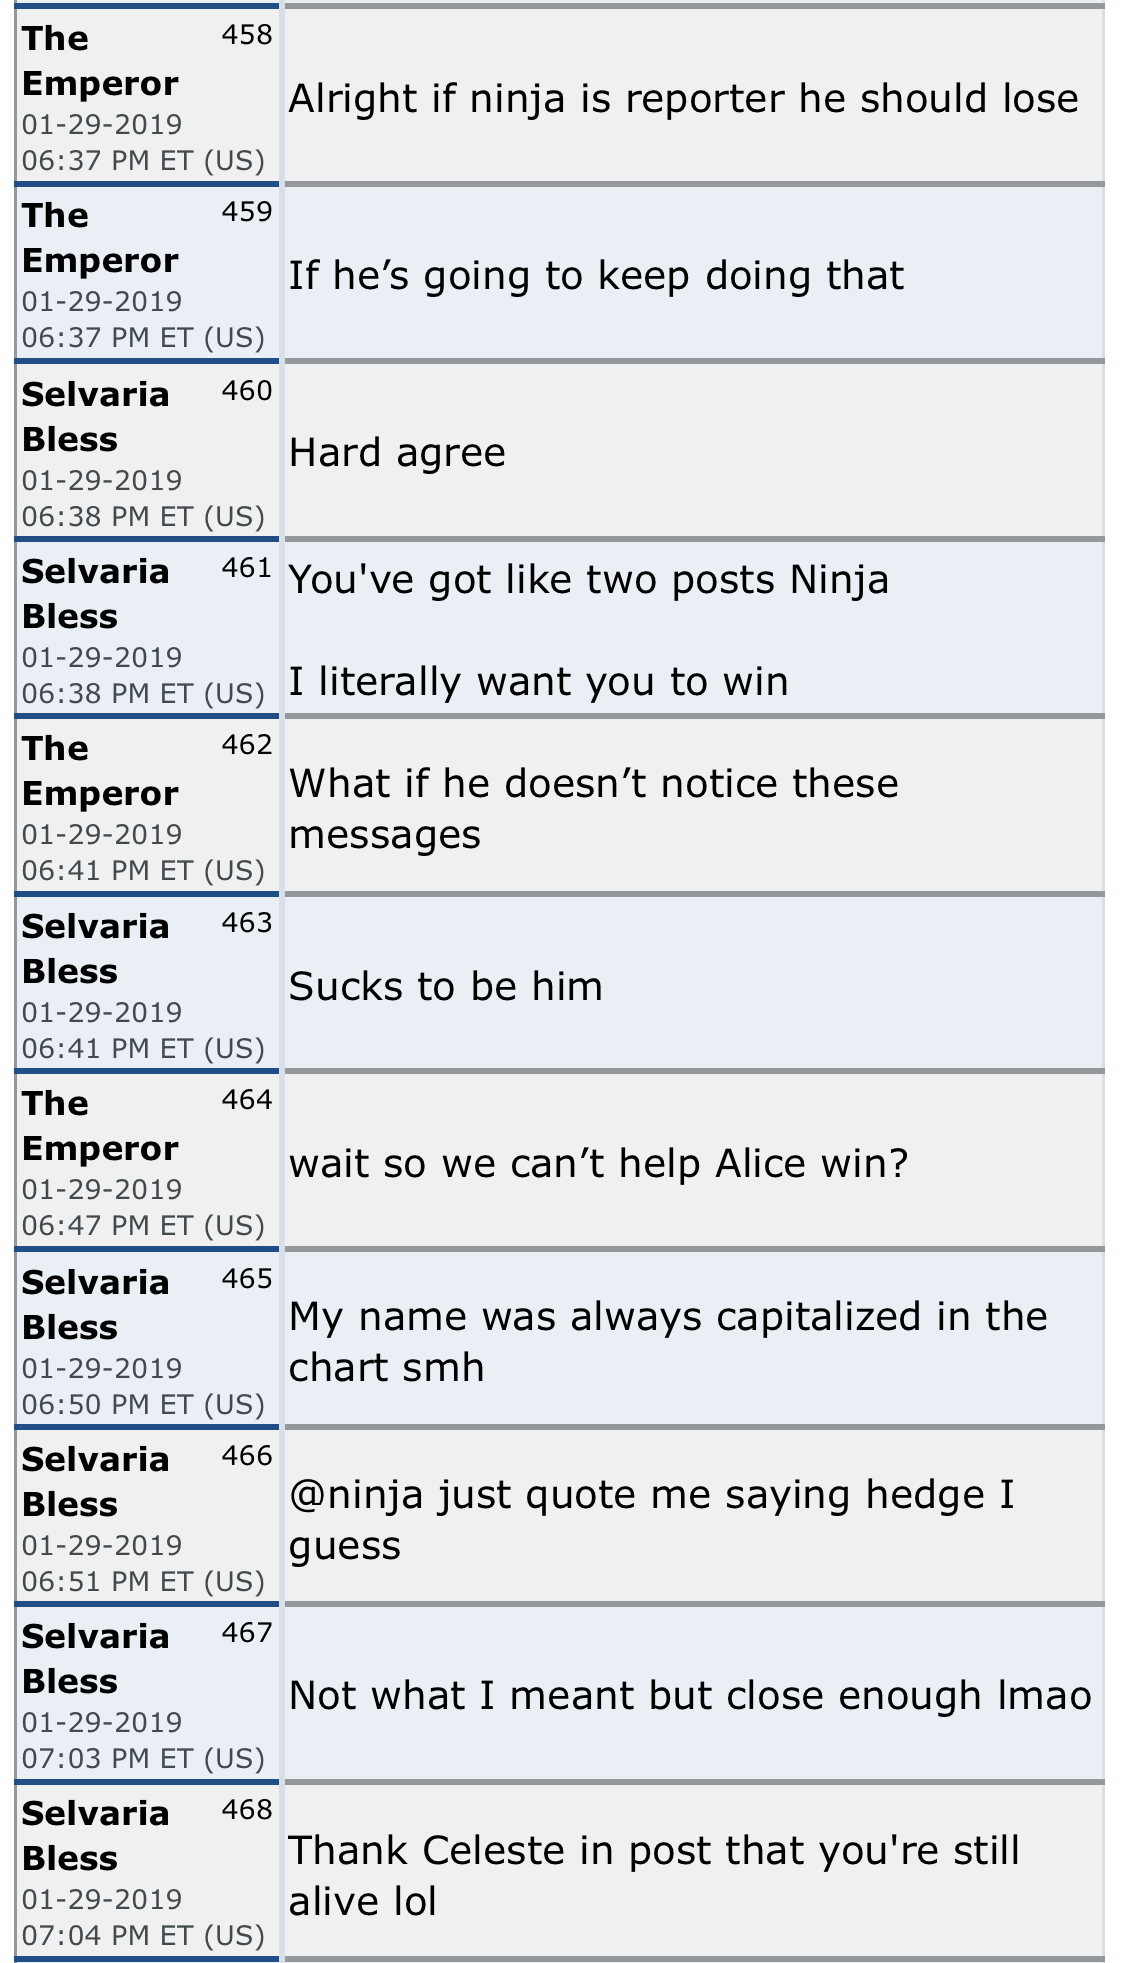 The 458
Emperor
01-29-2019
06:37 PM ET (US)
Alright if ninja is reporter he should lose
The 459
Emperor
01-29-2019
06:37 PM ET (US)
If he’s going to keep doing that
Selvaria 460
Bless
01-29-2019
06:38 PM ET (US)
Hard agree
Selvaria 461
Bless
01-29-2019
06:38 PM ET (US)
You've got like two posts Ninja
I literally want you to win
The 462
Emperor
01-29-2019
06:41 PM ET (US)
What if he doesn’t notice these
messages
Selvaria 463
Bless
01-29-2019
06:41 PM ET (US)
Sucks to be him
The 464
Emperor
01-29-2019
06:47 PM ET (US)
wait so we can’t help Alice win?
Selvaria 465
Bless
01-29-2019
06:50 PM ET (US)
My name was always capitalized in the
chart smh
Selvaria 466
Bless
01-29-2019
06:51 PM ET (US)
@ninja just quote me saying hedge I
guess
Selvaria 467
Bless
01-29-2019
07:03 PM ET (US)
Not what I meant but close enough lmao
Selvaria 468
Bless
01-29-2019
07:04 PM ET (US)
Thank Celeste in post that you're still
alive lol